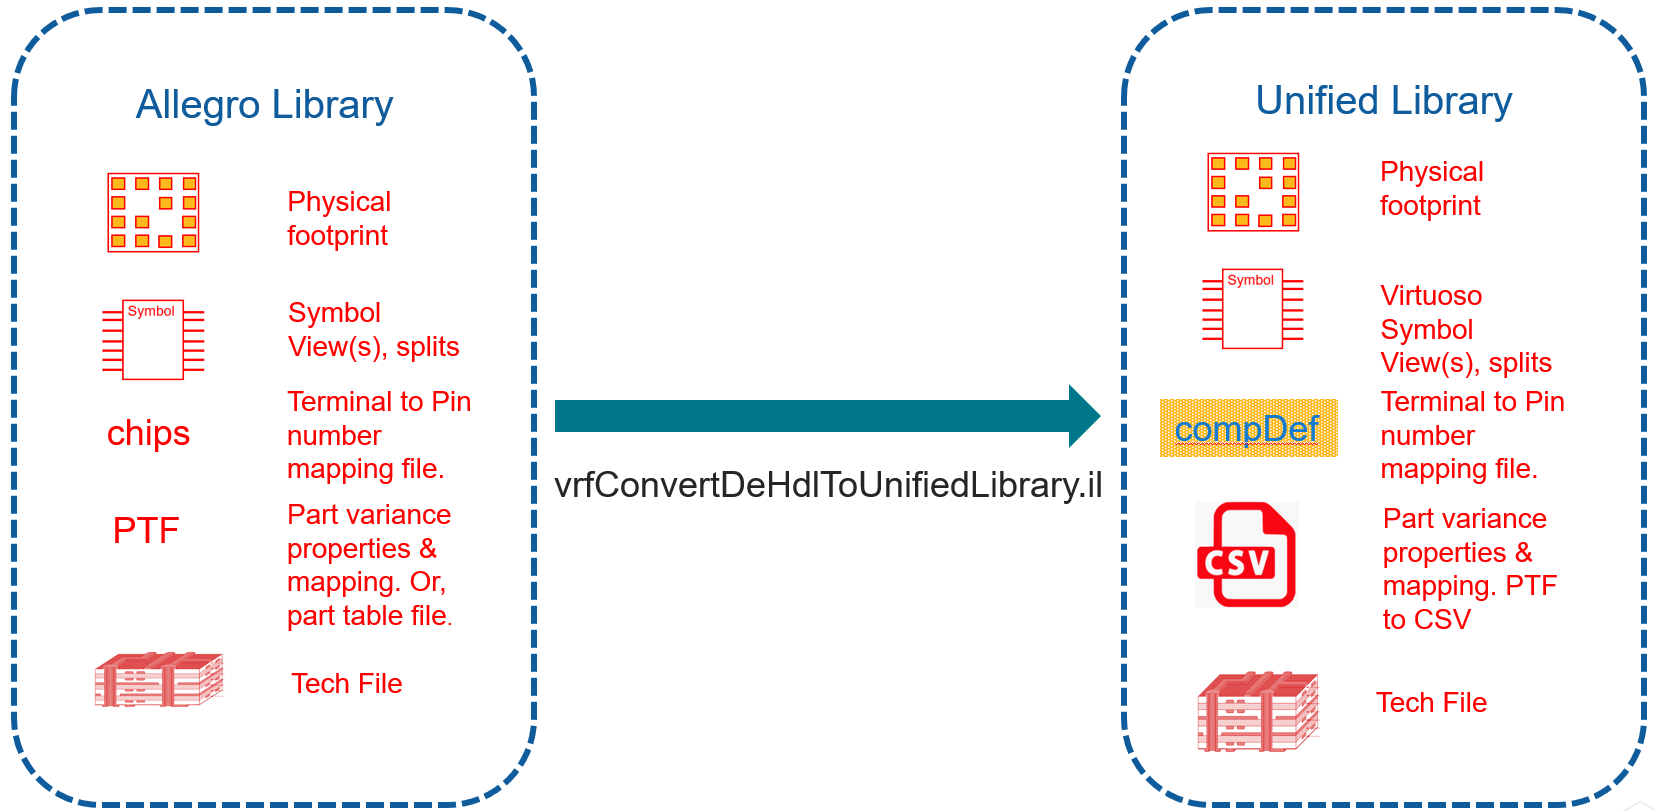 Allegro Library
Physical
footprint
Symbol
Symbol
View(s), splits
chips
Terminal to Pin
number
mapping file.
PTF
Part variance
properties &
mapping. Or,
part table file.
Tech File
vrfConvertDeHdlToUnifiedLibrary.il
Unified Library
Physical
footprint
Symbol
Virtuoso
Symbol
View(s), splits
compDef
Terminal to Pin
number
mapping file.
CSV
Part variance
properties &
mapping. PTF
to CSV
Tech File